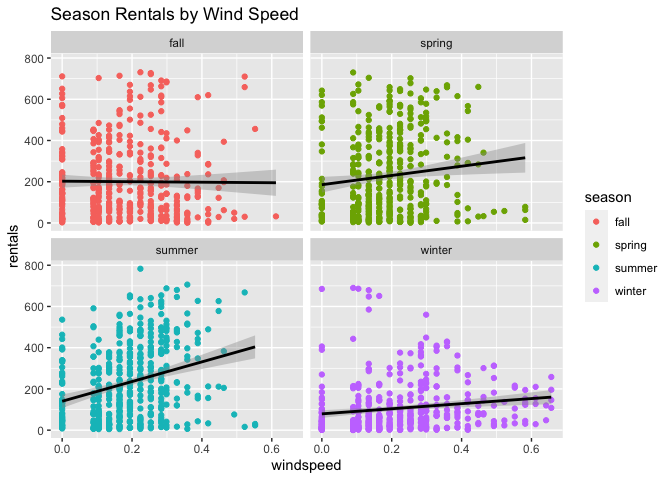 Season Rentals by Wind Speed
fall
spring
800
600
400
200
0
summer
winter
800
600
400
200
0
0.0
0.2
0.4
0.6
0.0
0.2
0.4
0.6
windspeed
rentals
season
fall
spring
summer
winter